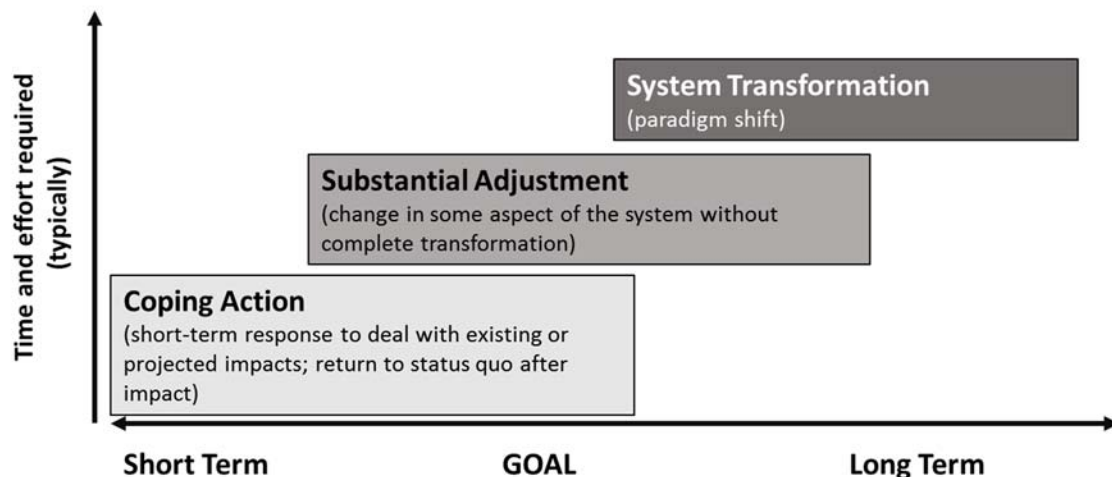 Time and effort required
(typically)
System Transformation
(paradigm shift)
Substantial Adjustment
(change in some aspect of the system without
complete transformation)
Coping Action
(short-term response to deal with existing or
projected impacts; return to status quo after
impact)
Short Term
GOAL
Long Term